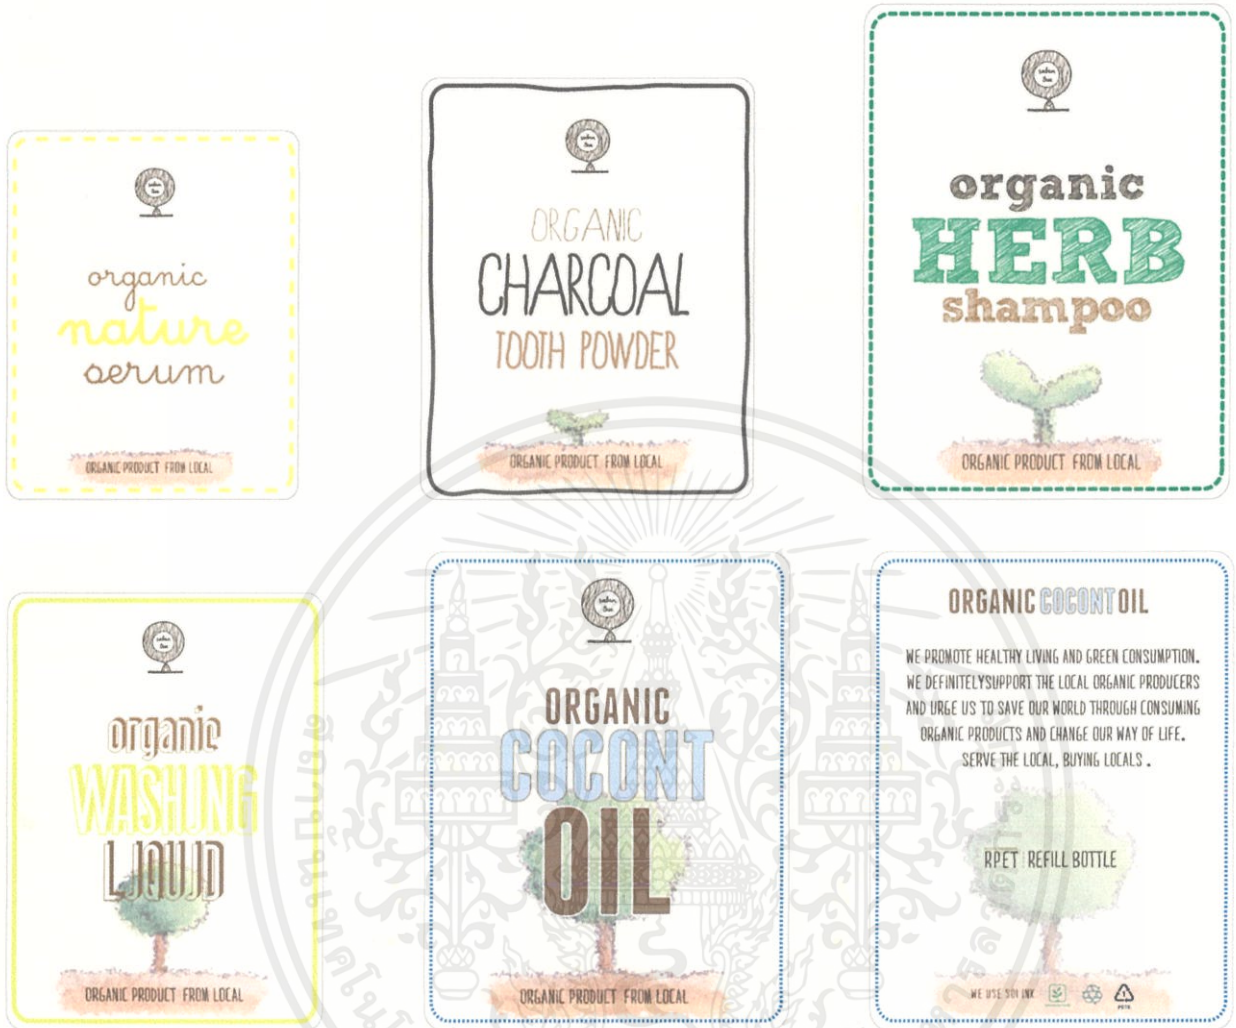 organic
nature
serum
ORGANIC PRODUCT FROM LOCAL
ORGANIC
CHARCOAL
TOOTH POWDER
ORGANIC PRODUCT FROM LOCAL
organic
HERB
shampoo
ORGANIC PRODUCT FROM LOCAL
organic
WASHING
LIQUID
ORGANIC PRODUCT FROM LOCAL
ORGANIC
COCONT
OIL
ORGANIC PRODUCT FROM LOCAL
ORGANIC COCONT OIL
WE PROMOTE HEALTHY LIVING AND GREEN CONSUMPTION.
WE DEFINITELYSUPPORT THE LOCAL ORGANIC PRODUCERS
AND URGE US TO SAVE OUR WORLD THROUGH CONSUMING
ORGANIC PRODUCTS AND CHANGE OUR WAY OF LIFE.
SERVE THE LOCAL, BUYING LOCALS .
RPET REFILL BOTTLE
WE USE SOI INK
1
PETE